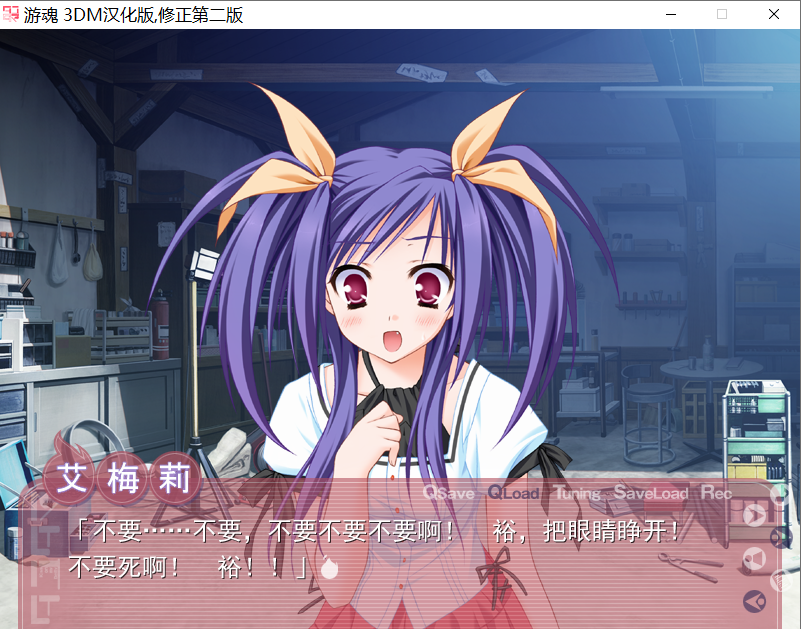 游魂 3DM汉化版,修正第二版
艾梅莉
QSave QLoad Tuning SaveLoad Rec
「不要……不要，不要不要不要啊！　裕，把眼睛睁开！
不要死啊！　裕！！」